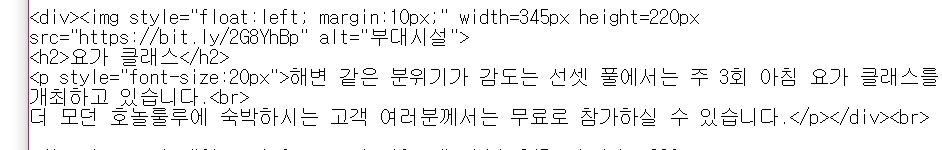 <div><img style="float:left; margin:10px;" width=345px height=220px
src="https://bit.ly/2G8YhBp" alt="부대시설">
<h2>요가 클래스</h2>
<p style="font-size:20px">해변 같은 분위기가 감도는 선셋 풀에서는 주 3회 아침 요가 클래스를
개최하고 있습니다.<br>
더 모던 호놀룰루에 숙박하시는 고객 여러분께서는 무료로 참가하실 수 있습니다.</p></div><br>